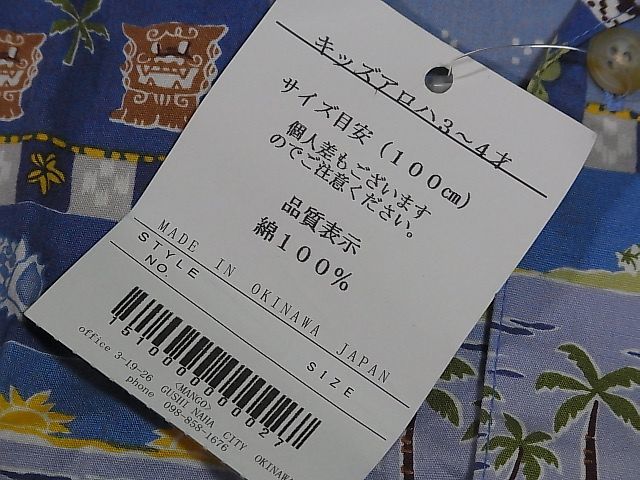 キッズアロハ3～4才
サイズ目安（100㎝）
個人差もございます
のでご注意ください。
品質表示
綿100%
MADE IN OKINAWA JAPAN
STYLE
NO.
SIZE
5100000000027
<MANGO>
office 3-19-26 GUSHI NAHA CITY OKINAWA
phone 098-858-1676